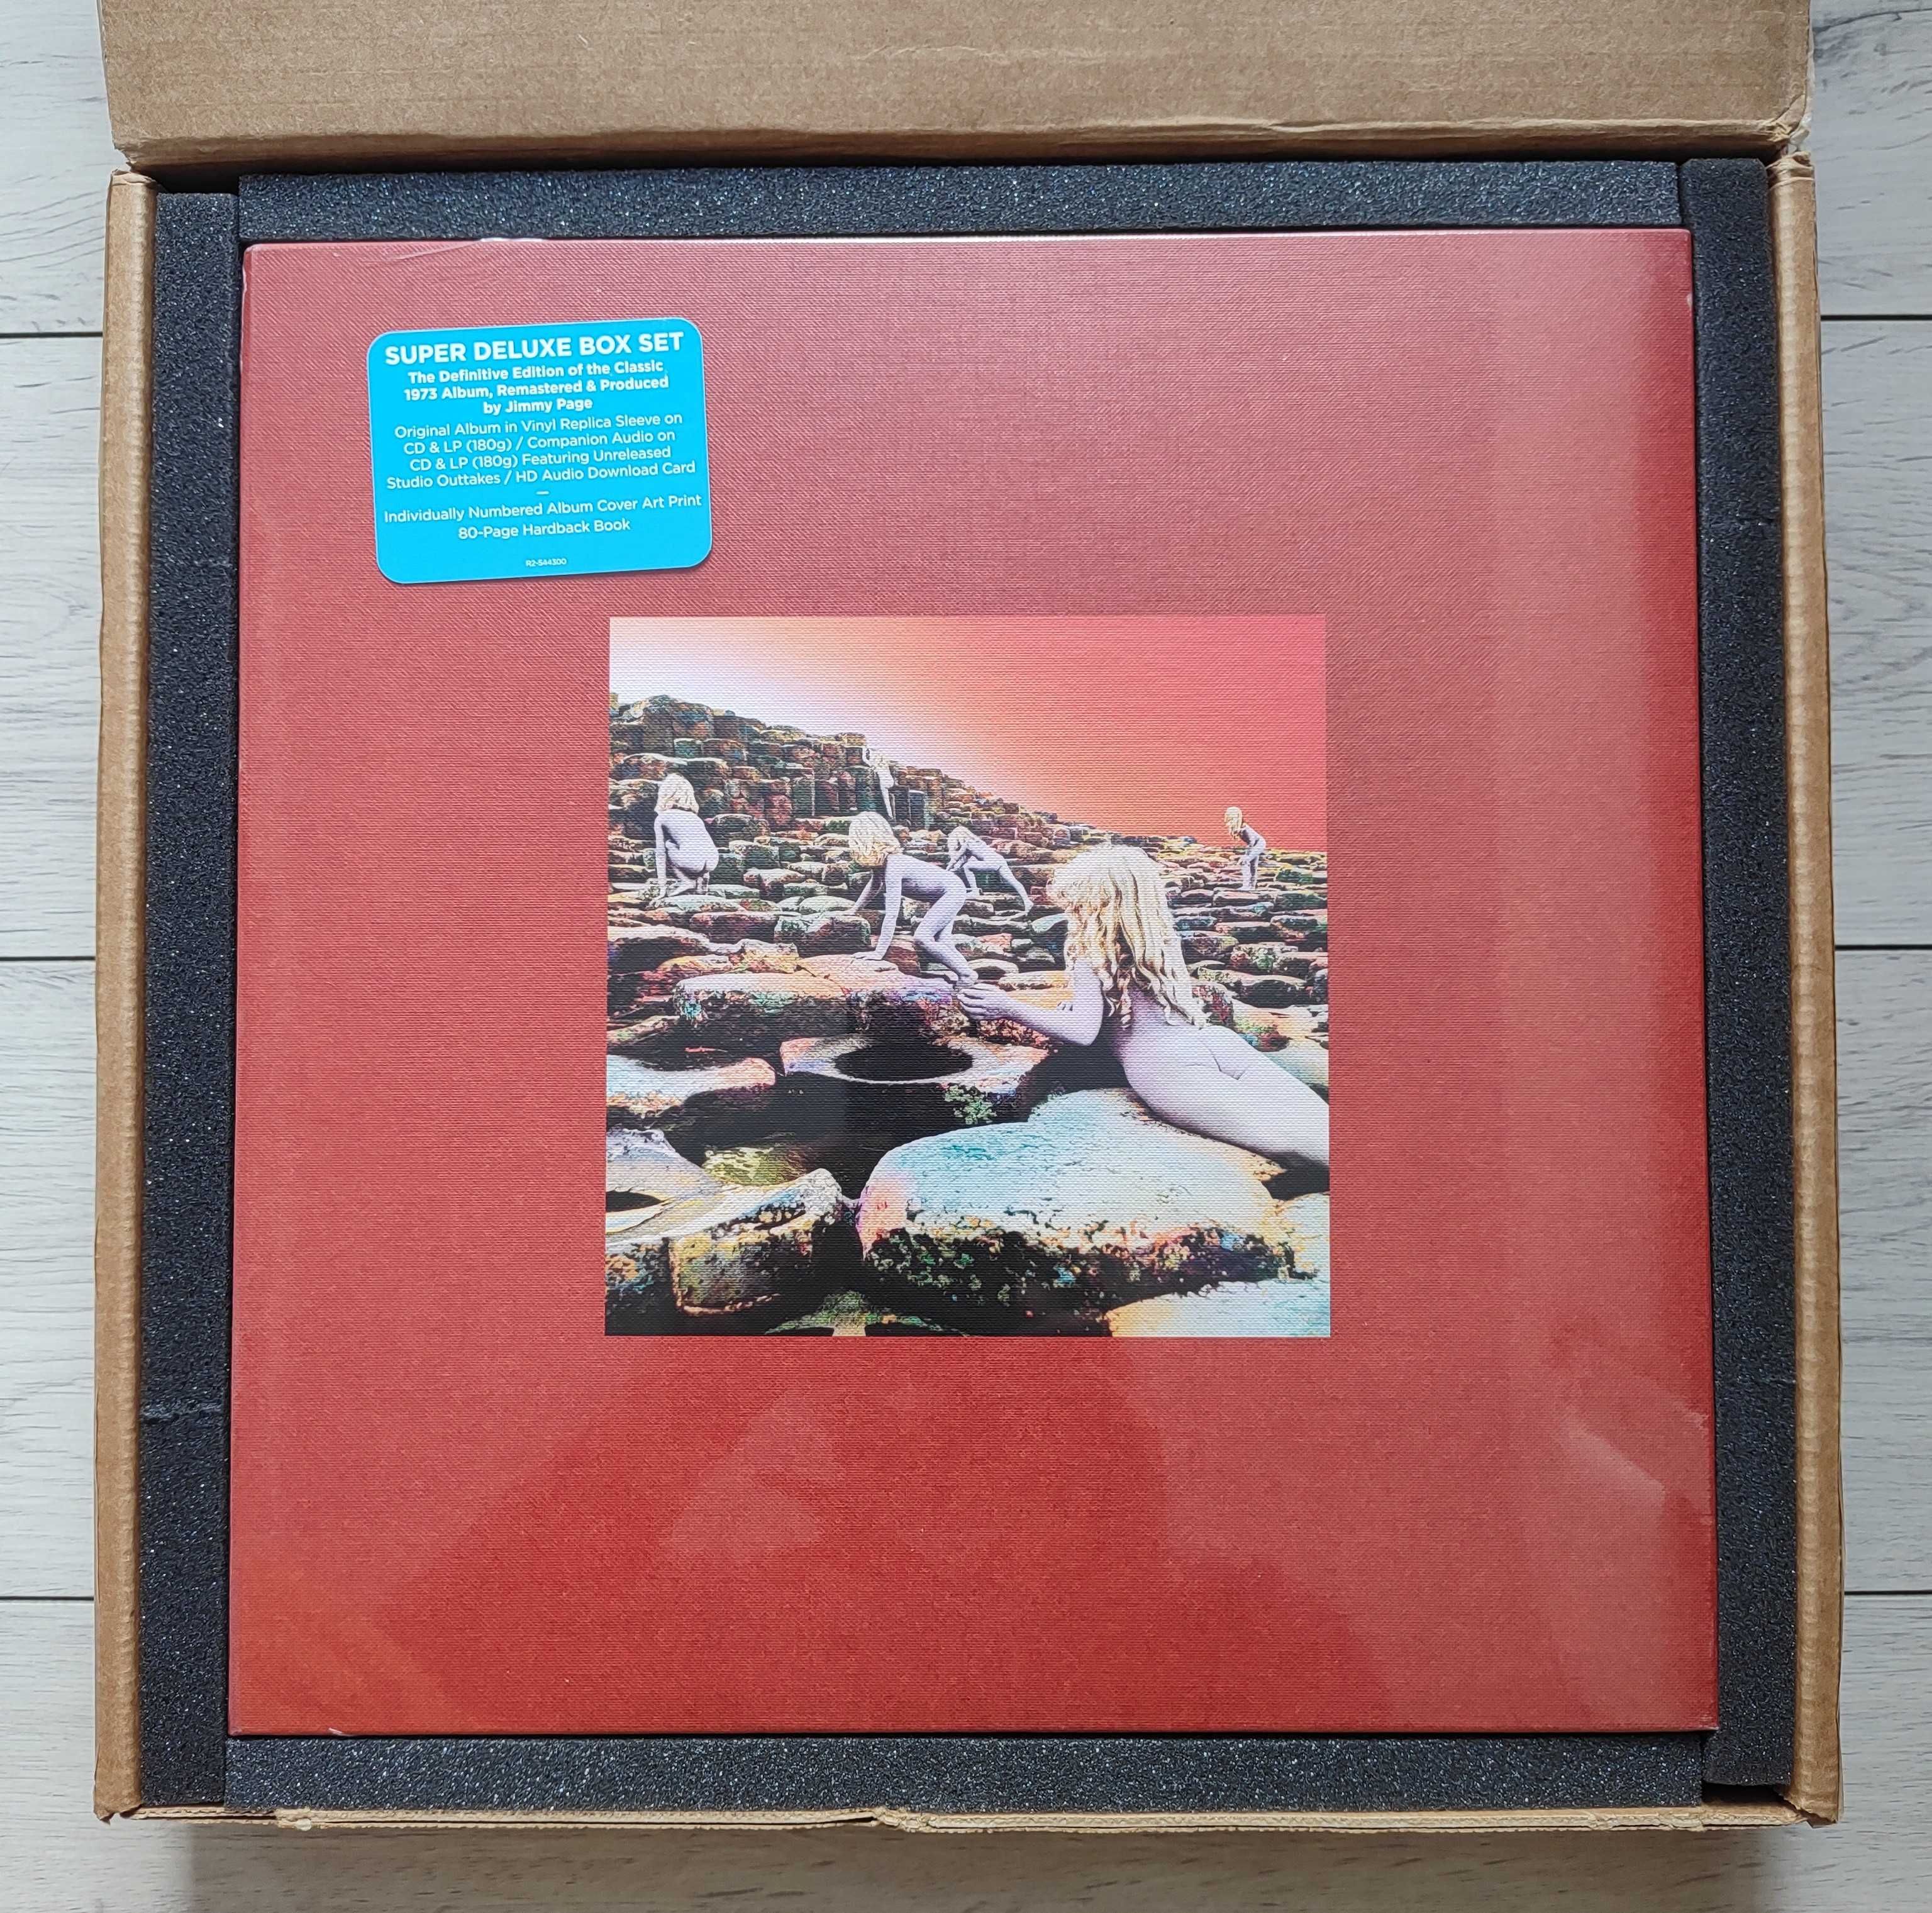 SUPER DELUXE BOX SET
The Definitive Edition of the Classic
1973 Album, Remastered & Produced
by Jimmy Page
Original Album in Vinyl Replica Sleeve on
CD & LP (180g) / Companion Audio on
CD & LP (180g) Featuring Unreleased
Studio Outtakes / HD Audio Download Card
—
Individually Numbered Album Cover Art Print
80-Page Hardback Book
R2-544300